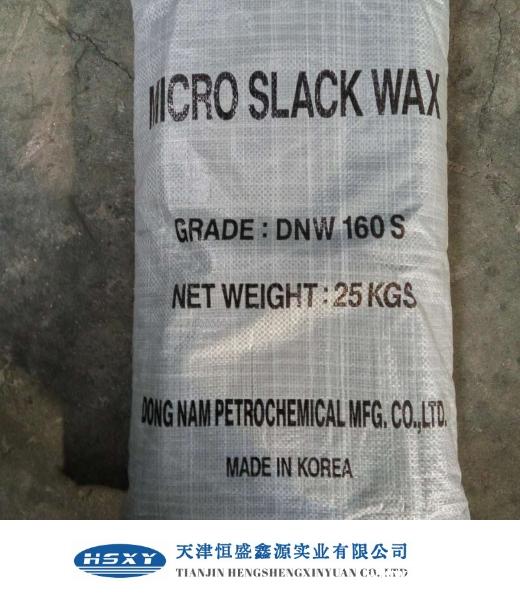 MICRO SLACK WAX
GRADE : DNW 160 S
NET WEIGHT : 25 KGS
DONG NAM PETROCHEMICAL MFG. CO.,LTD.
MADE IN KOREA
HSXY
天津恒盛鑫源实业有限公司
TIANJIN HENGSHENGXINYUAN CO., LTD